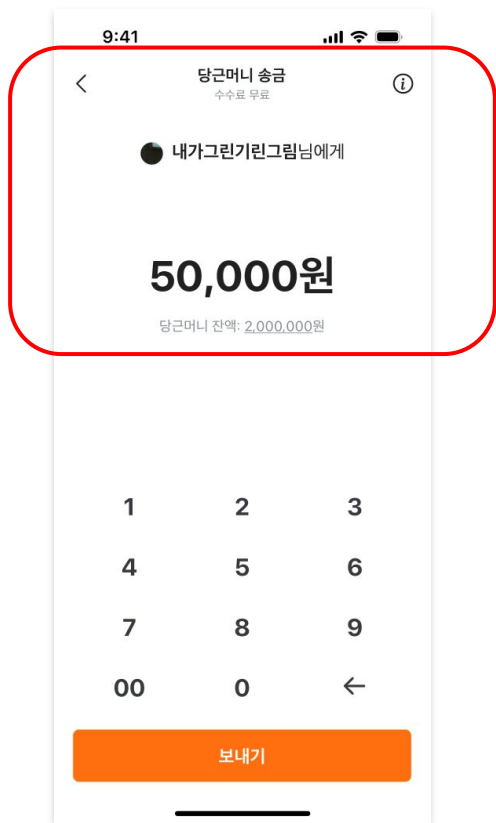 9:41
당근머니 송금
수수료 무료
내가그린기린그림님에게
50,000원
당근머니 잔액: 2,000,000원
1 2 3
4 5 6
7 8 9
00 0 ←
보내기